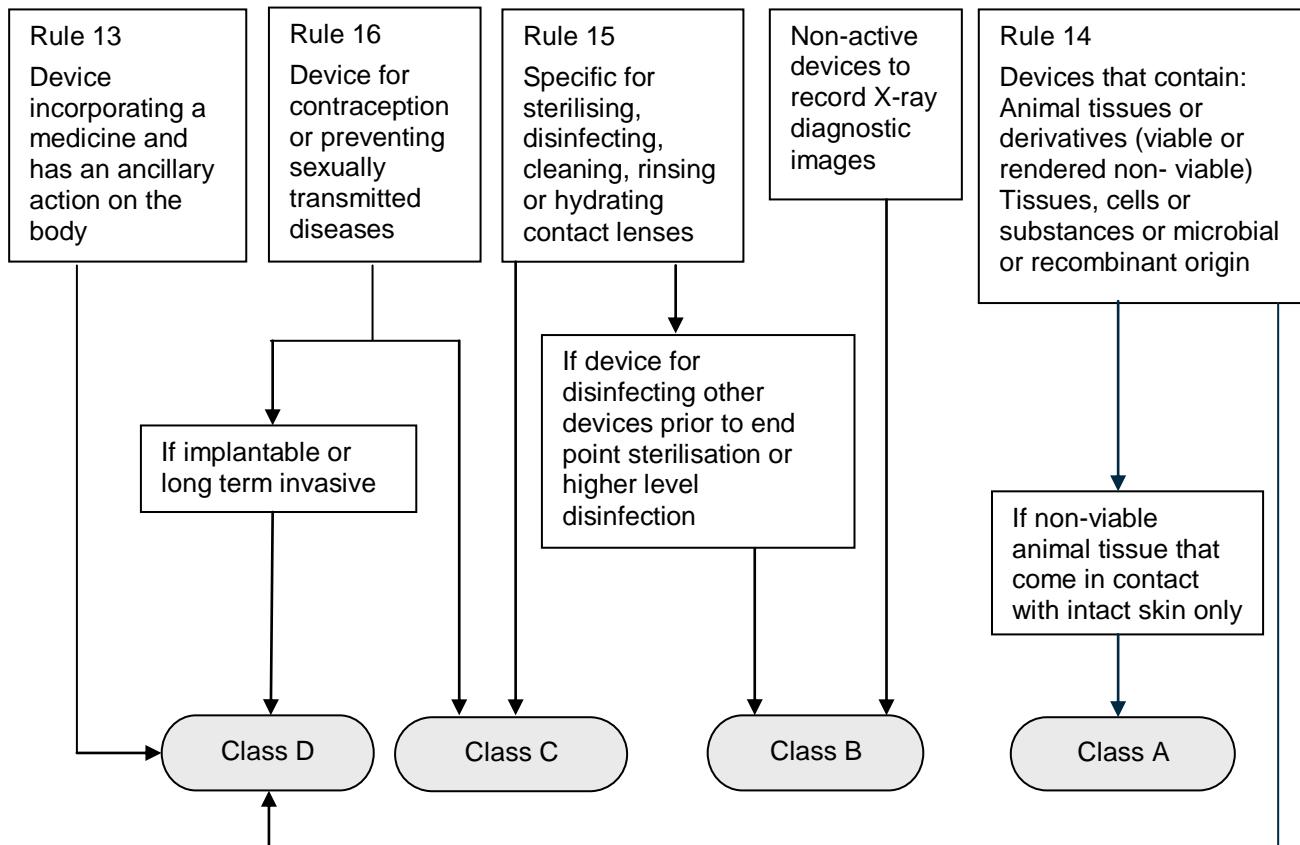 Rule 13
Device
incorporating a
medicine and
has an ancillary
action on the
body
Rule 16
Device for
contraception
or preventing
sexually
transmitted
diseases
Rule 15
Specific for
sterilising,
disinfecting,
cleaning, rinsing
or hydrating
contact lenses
Non-active
devices to
record X-ray
diagnostic
images
Rule 14
Devices that contain:
Animal tissues or
derivatives (viable or
rendered non- viable)
Tissues, cells or
substances or microbial
or recombinant origin
If implantable or
long term invasive
If device for
disinfecting other
devices prior to end
point sterilisation or
higher level
disinfection
If non-viable
animal tissue that
come in contact
with intact skin only
Class D
Class C
Class B
Class A